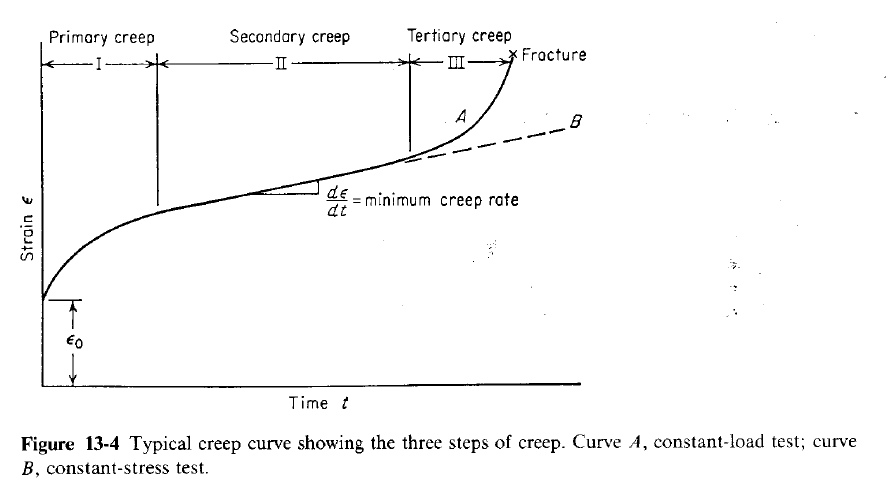 Primary creep Secondary creep Tertiary creep
I II III × Fracture
A
B
dϵ/dt = minimum creep rate
Strain ϵ
ϵ0
Time t
Figure 13-4 Typical creep curve showing the three steps of creep. Curve A, constant-load test; curve
B, constant-stress test.